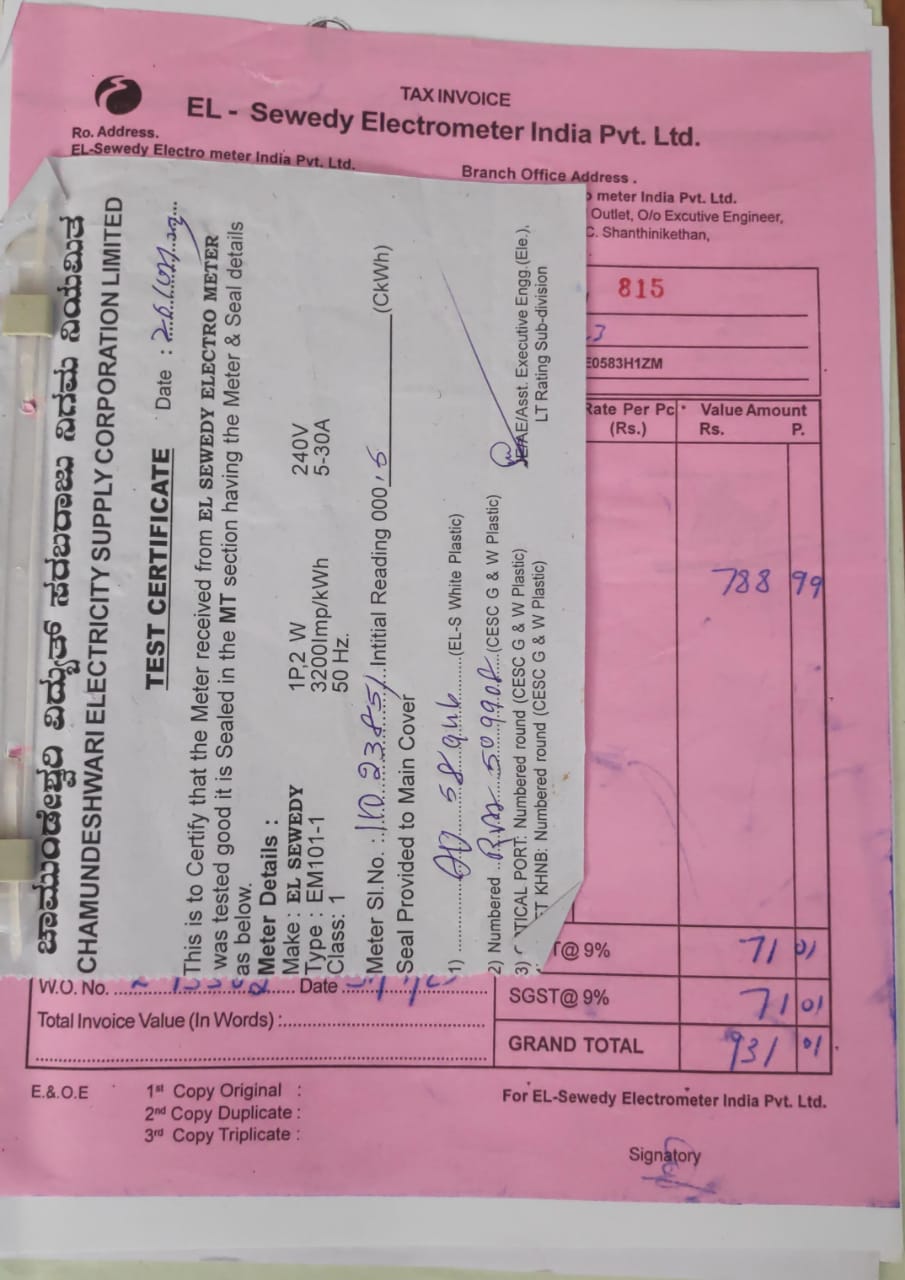 TAX INVOICE
EL - Sewedy Electrometer India Pvt. Ltd.
Ro. Address.
EL-Sewedy Electro meter India Pvt. Ltd.
Branch Office Address .
meter India Pvt. Ltd.
Outlet, O/o Excutive Engineer,
C. Shanthinikethan,
815
E0583H1ZM
Rate Per Pc
(Rs.)
Value Amount
Rs. P.
788 99
T@ 9% 71 01
SGST@ 9% 71 01
GRAND TOTAL 931 01
W.O. No. Date
Total Invoice Value (In Words) :
E.&.O.E
1st Copy Original :
2nd Copy Duplicate :
3rd Copy Triplicate :
For EL-Sewedy Electrometer India Pvt. Ltd.
Signatory
ಚಾಮುಂಡೇಶ್ವರಿ ವಿದ್ಯುತ್ ಸರಬರಾಜು ನಿಗಮ ನಿಯಮಿತ
CHAMUNDESHWARI ELECTRICITY SUPPLY CORPORATION LIMITED
TEST CERTIFICATE Date :
This is to Certify that the Meter received from EL SEWEDY ELECTRO METER
was tested good it is Sealed in the MT section having the Meter & Seal details
as below.
Meter Details :
Make : EL SEWEDY 1P,2 W 240V
Type : EM101-1 3200Imp/kWh 5-30A
Class: 1 50 Hz.
Meter Sl.No. : Intitial Reading 000 (CkWh)
Seal Provided to Main Cover
1) (EL-S White Plastic)
2) Numbered (CESC G & W Plastic)
3) TICAL PORT: Numbered round (CESC G & W Plastic)
KHNB: Numbered round (CESC G & W Plastic)
AE/Asst. Executive Engg.(Ele.),
LT Rating Sub-division